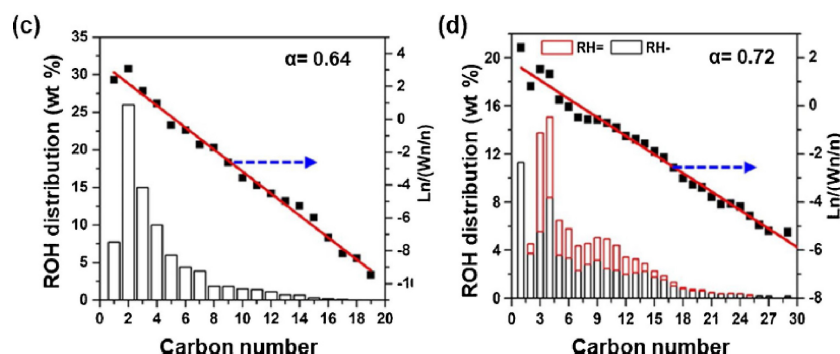 (c)
α= 0.64
ROH distribution (wt %)
35
30
25
20
15
10
5
0
4
2
0
-2
-4
-6
-8
-1(
Ln/(Wn/n)
0 2 4 6 8 10 12 14 16 18 20
Carbon number
(d)
RH= RH-
α= 0.72
ROH distribution (wt %)
20
16
12
8
4
0
2
0
-2
-4
-6
-8
Ln/(Wn/n)
0 3 6 9 12 15 18 21 24 27 30
Carbon number